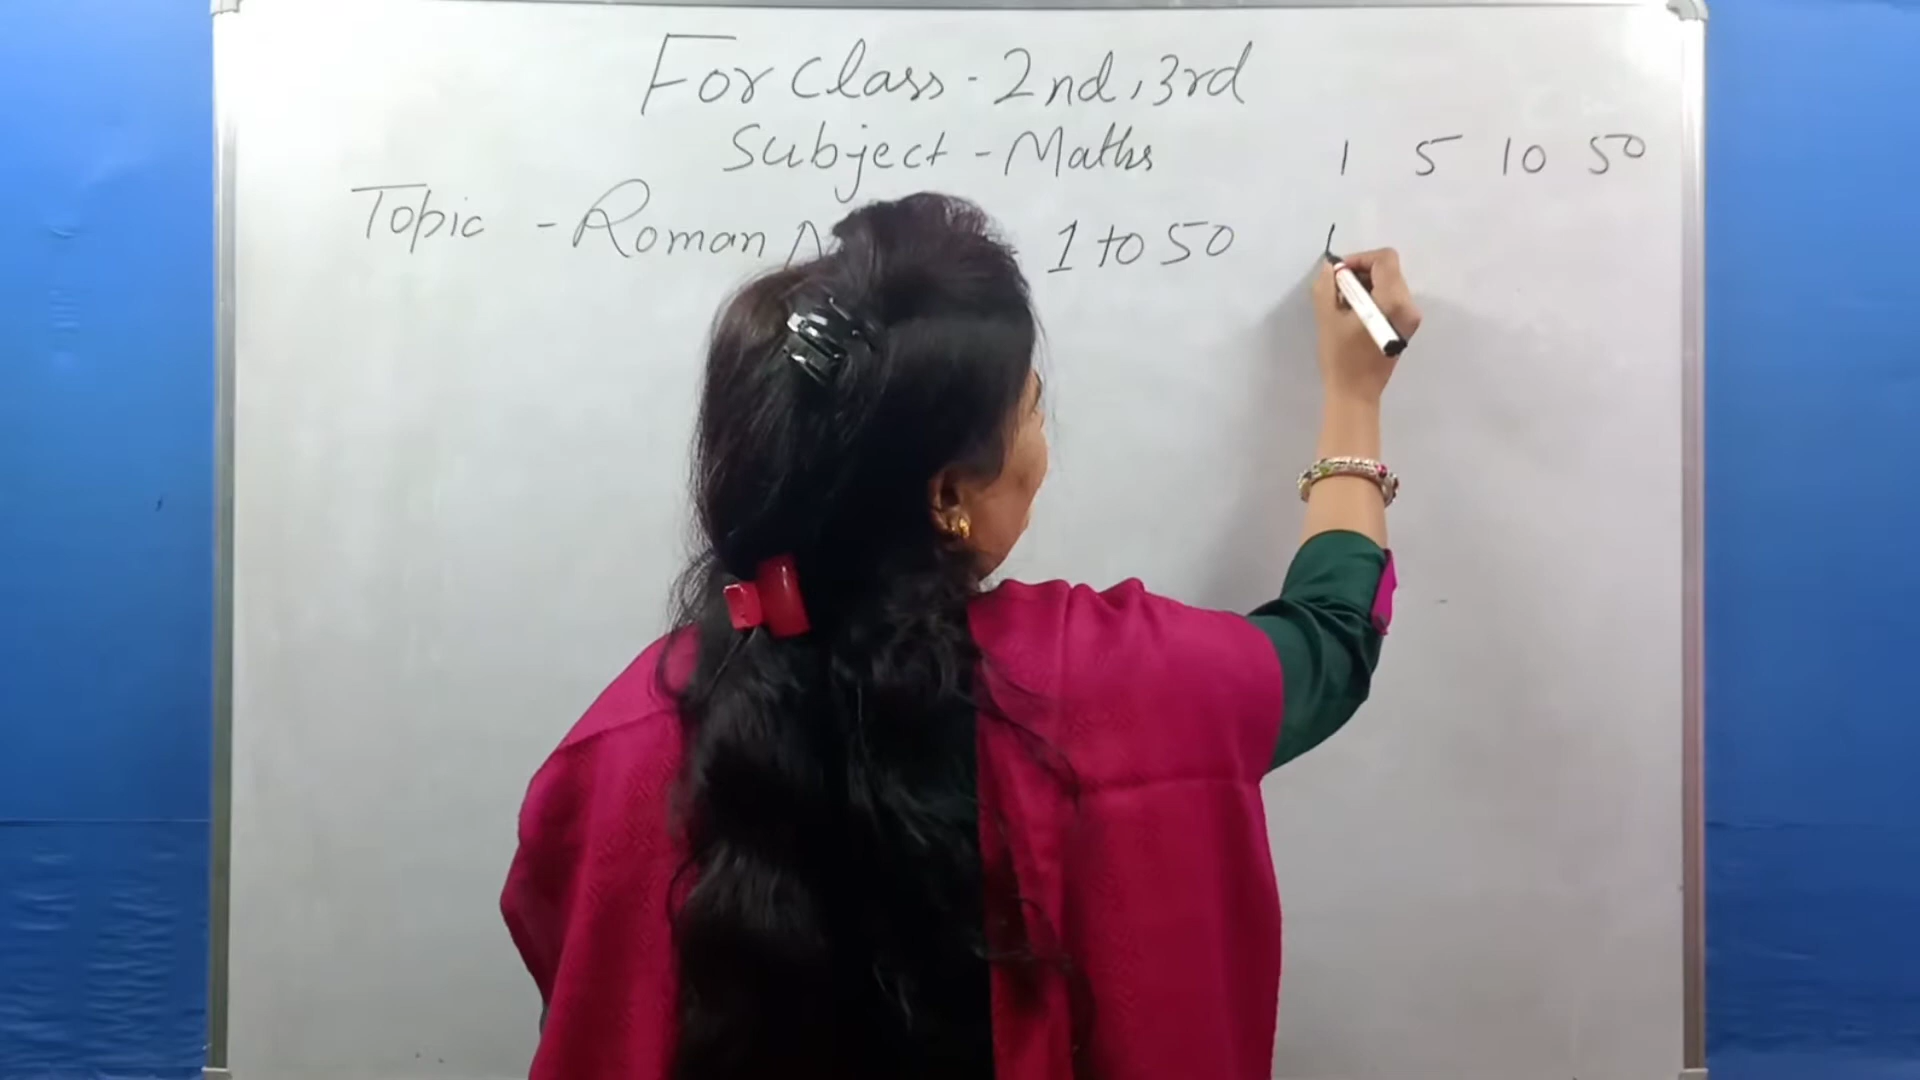 For Class - 2nd, 3rd
Subject - Maths
1 5 10 50
Topic - Roman 1 to 50